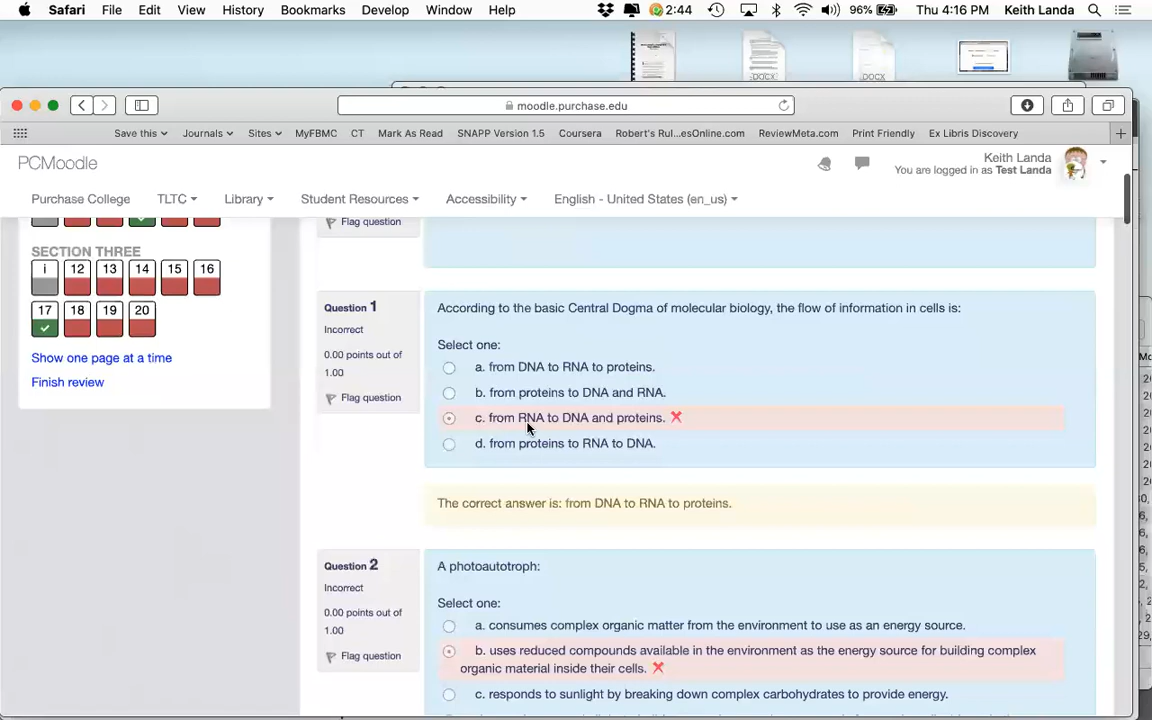 Safari File Edit View History Bookmarks Develop Window Help 2:44 96% Thu 4:16 PM Keith Landa
DOCX DOCX
moodle.purchase.edu
Save this Journals Sites MyFBMC CT Mark As Read SNAPP Version 1.5 Coursera Robert's Rul...esOnline.com ReviewMeta.com Print Friendly Ex Libris Discovery
PCMoodle
Keith Landa
You are logged in as Test Landa
Purchase College TLTC Library Student Resources Accessibility English - United States (en_us)
Flag question
SECTION THREE
i 12 13 14 15 16
17 18 19 20
Show one page at a time
Finish review
Question 1
Incorrect
0.00 points out of
1.00
Flag question
According to the basic Central Dogma of molecular biology, the flow of information in cells is:
Select one:
a. from DNA to RNA to proteins.
b. from proteins to DNA and RNA.
c. from RNA to DNA and proteins.
d. from proteins to RNA to DNA.
The correct answer is: from DNA to RNA to proteins.
Question 2
Incorrect
0.00 points out of
1.00
Flag question
A photoautotroph:
Select one:
a. consumes complex organic matter from the environment to use as an energy source.
b. uses reduced compounds available in the environment as the energy source for building complex
organic material inside their cells.
c. responds to sunlight by breaking down complex carbohydrates to provide energy.